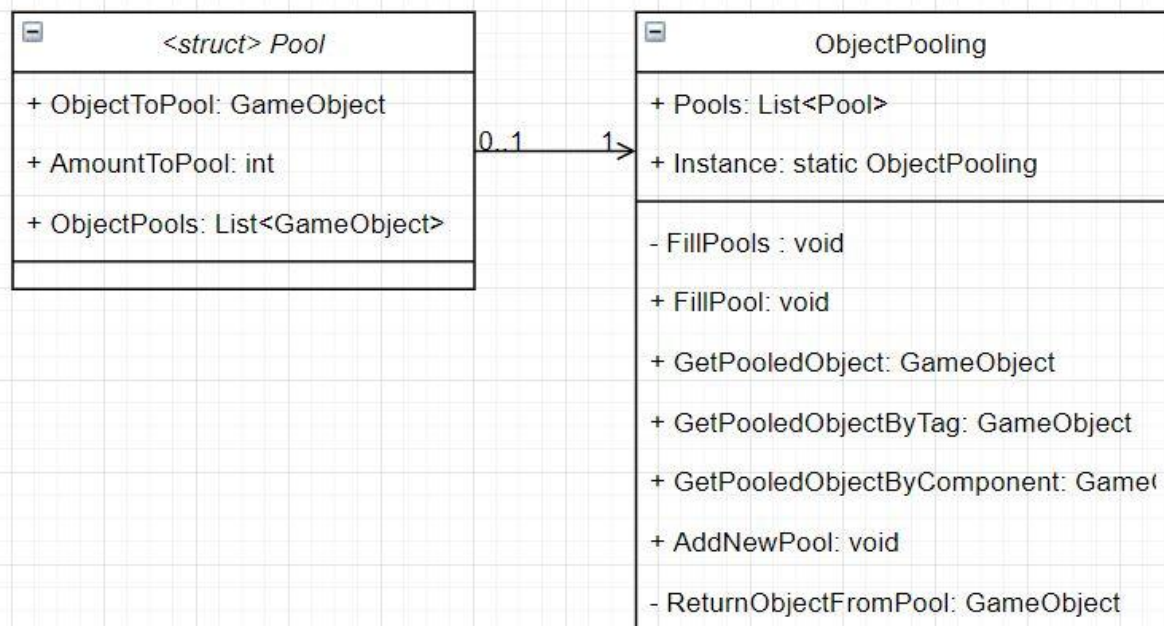 <struct> Pool
+ ObjectToPool: GameObject
+ AmountToPool: int
+ ObjectPools: List<GameObject>
0..1
1
ObjectPooling
+ Pools: List<Pool>
+ Instance: static ObjectPooling
- FillPools : void
+ FillPool: void
+ GetPooledObject: GameObject
+ GetPooledObjectByTag: GameObject
+ GetPooledObjectByComponent: Game
+ AddNewPool: void
- ReturnObjectFromPool: GameObject